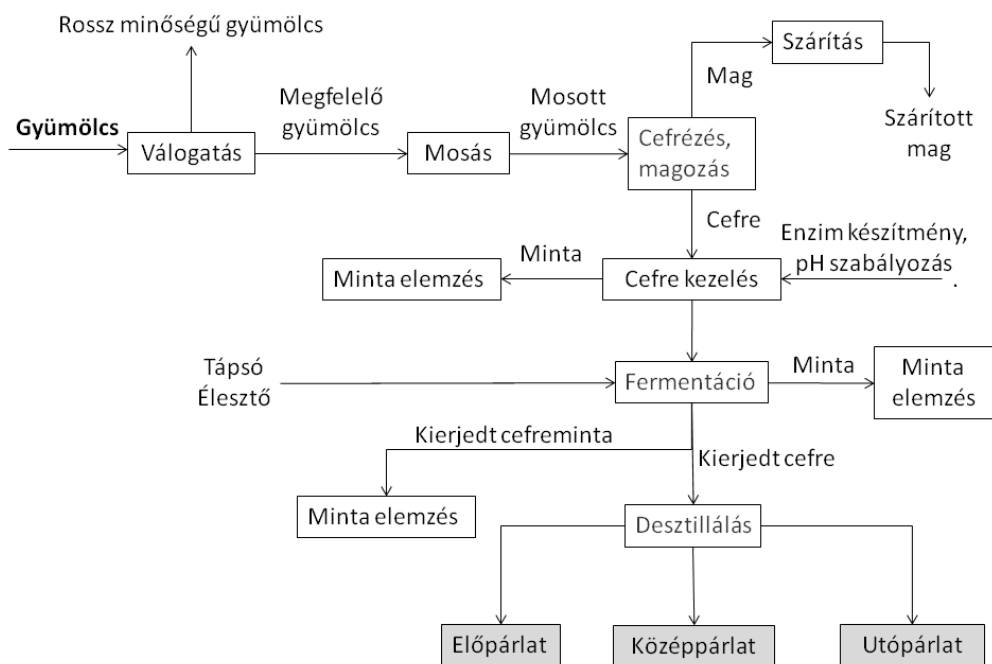 Rossz minőségű gyümölcs
Szárítás
Mag
Megfelelő
gyümölcs
Mosott
gyümölcs
Gyümölcs
Válogatás
Mosás
Cefrézés,
magozás
Szárított
mag
Cefre
Enzim készítmény,
pH szabályozás
.
Minta
Minta elemzés
Cefre kezelés
Tápsó
Élesztő
Fermentáció
Minta
Minta
elemzés
Kierjedt cefreminta
Kierjedt cefre
Minta elemzés
Desztillálás
Előpárlat
Középpárlat
Utópárlat